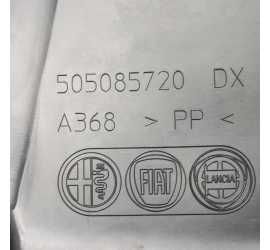 505085720 DX
A368 > PP <
FIAT
LANCIA